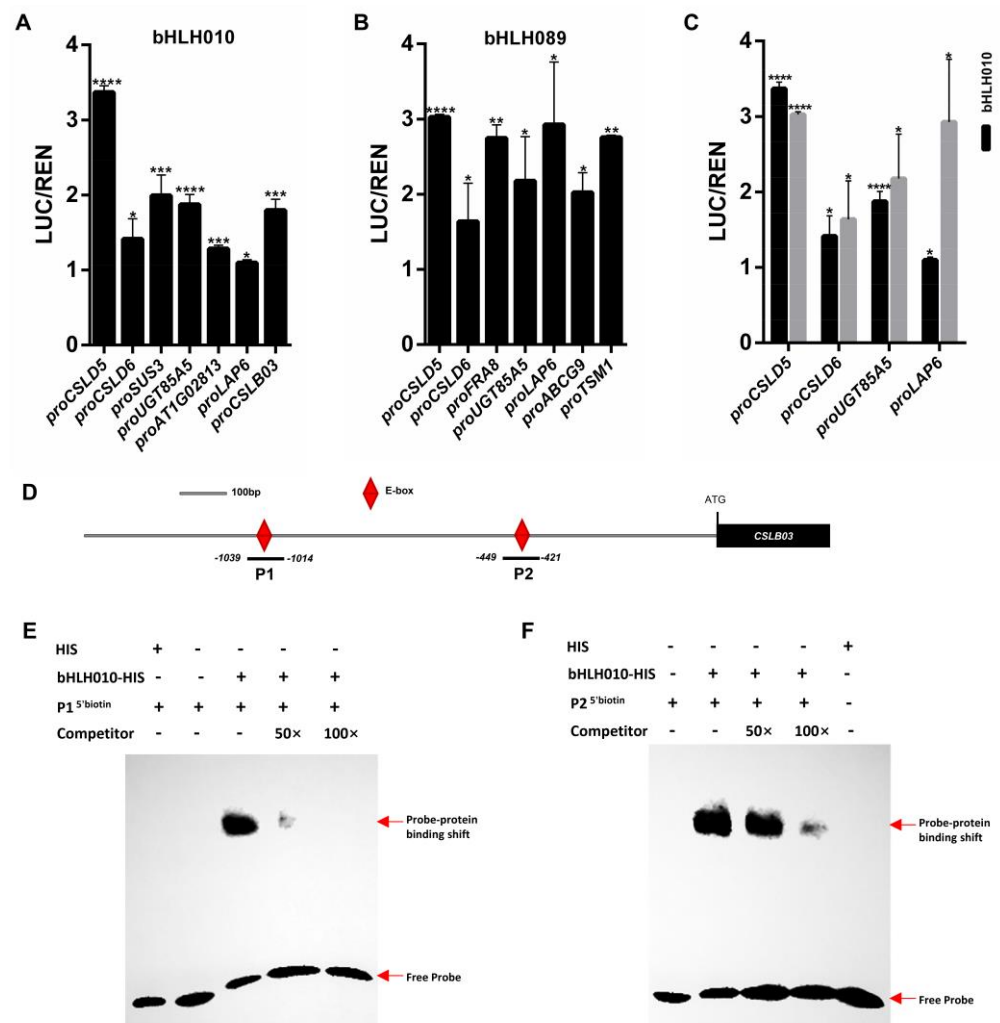 A
bHLH010
LUC/REN
4
3
2
1
0
****
*
***
****
***
*
***
proCSLD5
proCSLD6
proSUS3
proUGT85A5
proAT1G02813
proLAP6
proCSLB03
B
bHLH089
LUC/REN
4
3
2
1
0
****
*
**
*
*
*
**
proCSLD5
proCSLD6
proFRA8
proUGT85A5
proLAP6
proABCG9
proTSM1
C
LUC/REN
4
3
2
1
0
****
****
*
*
****
*
*
*
proCSLD5
proCSLD6
proUGT85A5
proLAP6
bHLH010
D
100bp
E-box
ATG
CSLB03
-1039 -1014
P1
-449 -421
P2
E
HIS + - - - -
bHLH010-HIS - - + + +
P1 5'biotin + + + + +
Competitor - - - 50× 100×
Probe-protein
binding shift
Free Probe
F
HIS - - - - +
bHLH010-HIS - + + + -
P2 5'biotin + + + + -
Competitor - - 50× 100× -
Probe-protein
binding shift
Free Probe